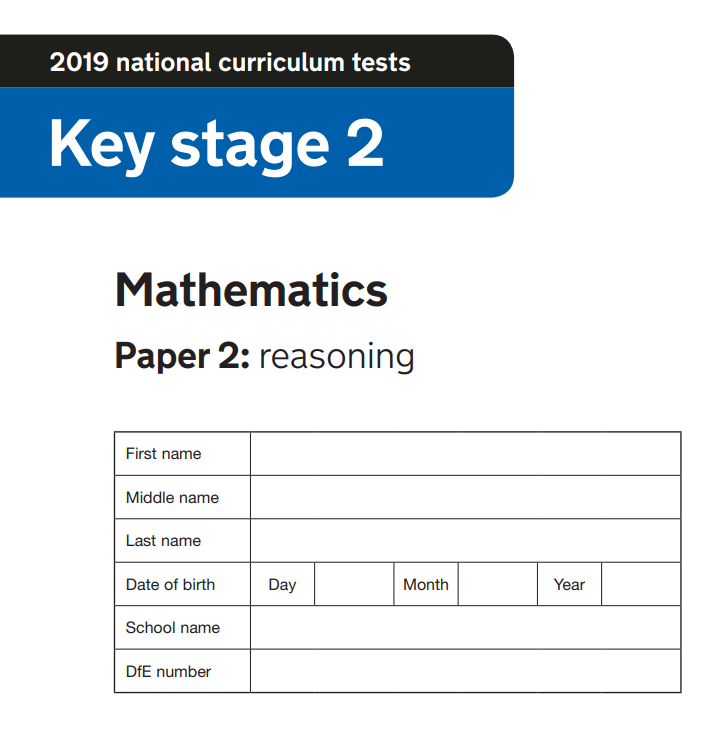 2019 national curriculum tests
Key stage 2
Mathematics
Paper 2: reasoning
First name
Middle name
Last name
Date of birth Day Month Year
School name
DfE number